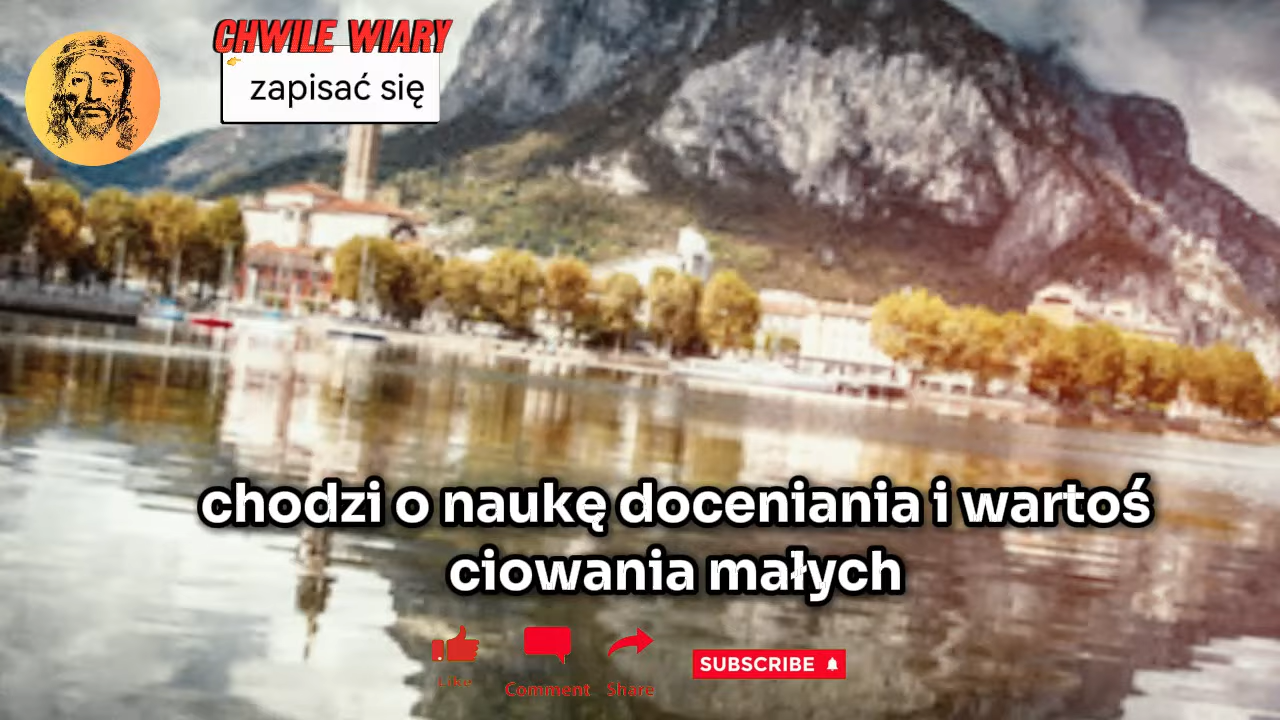 CHWILE WIARY
zapisać się
chodzi o naukę doceniania i wartoś
ciowania małych
Like
Comment
Share
SUBSCRIBE